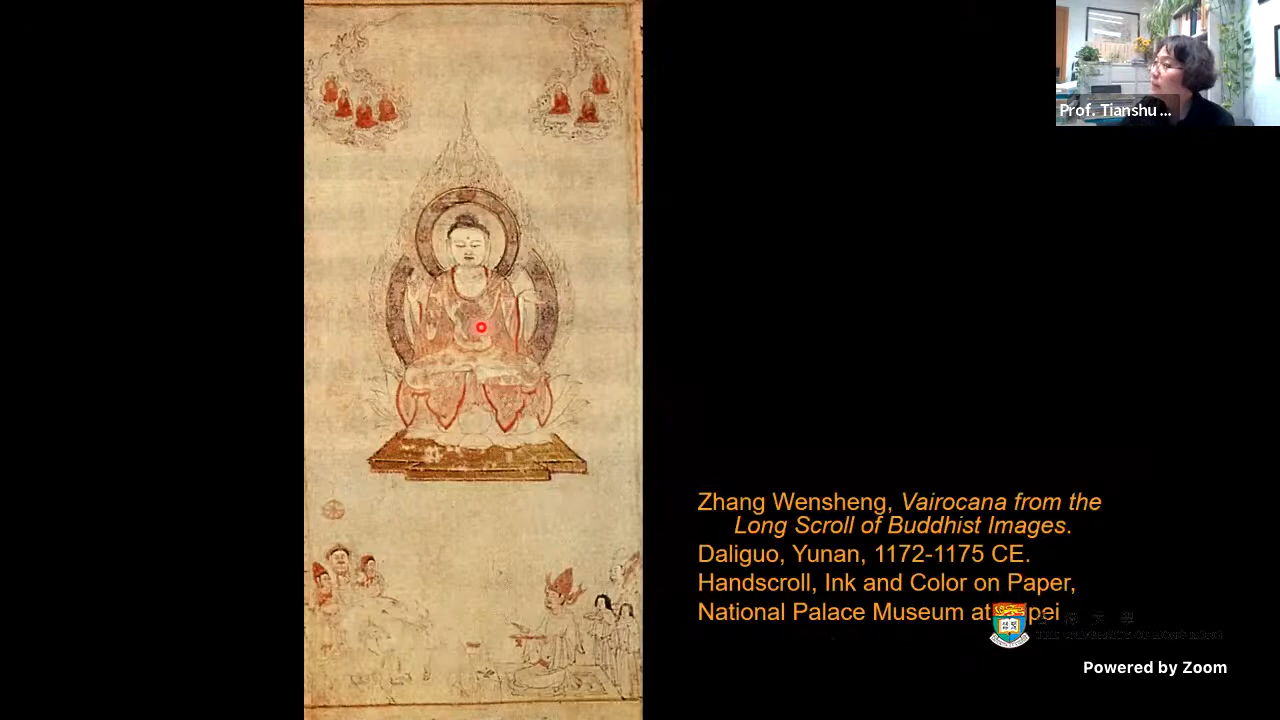 Prof. Tianshu ...
Zhang Wensheng, Vairocana from the
Long Scroll of Buddhist Images.
Daliguo, Yunan, 1172-1175 CE.
Handscroll, Ink and Color on Paper,
National Palace Museum at pei
Powered by Zoom